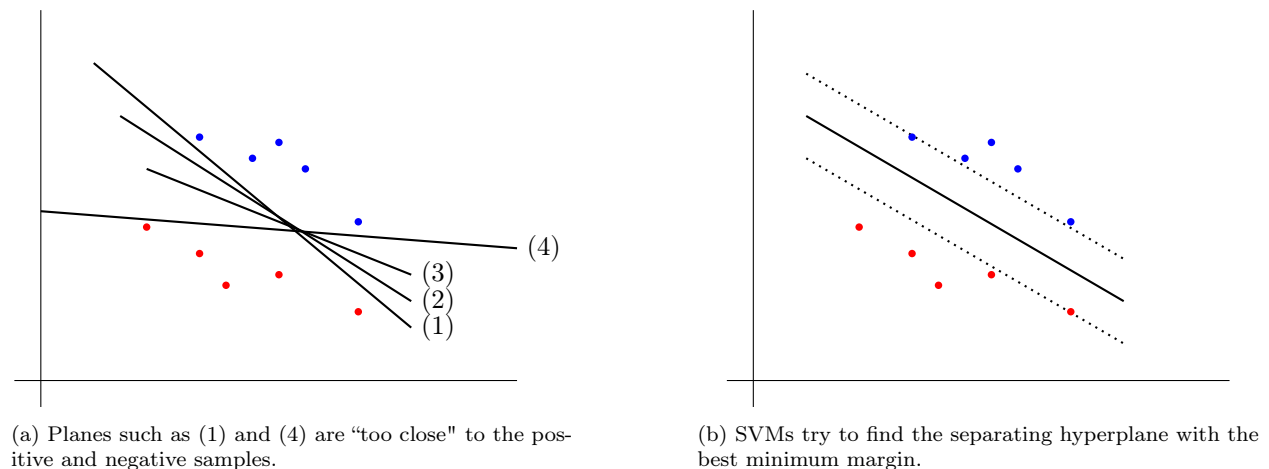 (4)
(3)
(2)
(1)
(a) Planes such as (1) and (4) are “too close" to the pos-
itive and negative samples.
(b) SVMs try to find the separating hyperplane with the
best minimum margin.